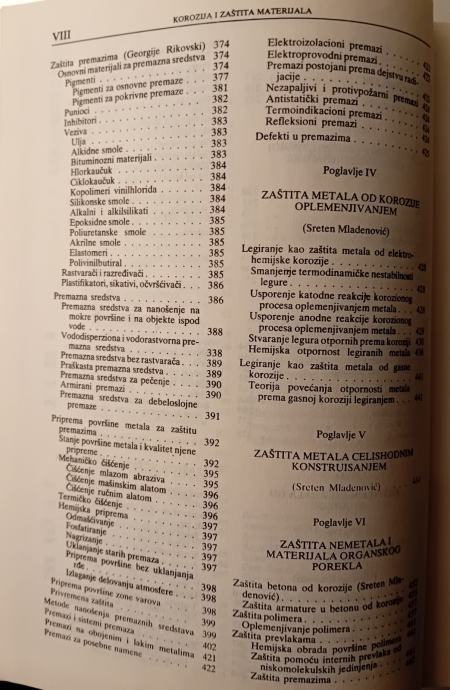 VIII
KOROZIJA I ZAŠTITA MATERIJALA
Zaštita premazima (Georgije Rikovski) 374
Osnovni materijali za premazna sredstva 374
Pigmenti 374
Pigmenti za osnovne premaze 377
Pigmenti za pokrivne premaze 381
Punioci 382
Inhibitori 382
Veziva 383
Ulja 383
Alkidne smole 383
Bituminozni materijali 383
Hlorkaučuk 384
Ciklokaučuk 384
Kopolimeri vinilhlorida 384
Silikonske smole 384
Alkalni i alkilsilikati 384
Epoksidne smole 385
Poliuretanske smole 385
Akrilne smole 385
Elastomeri 385
Polivinilbutiral 385
Rastvarači i razređivači 385
Plastifikatori, sikativi, očvršćivači 386
Premazna sredstva 386
Premazna sredstva za nanošenje na
mokre površine i na objekte ispod
vode 388
Vododisperziona i vodorastvorna pre-
mazna sredstva 338
Premazna sredstva bez rastvarača 389
Praškasta premazna sredstva 389
Premazna sredstva za pečenje 390
Armirani premazi 390
Premazna sredstva za debeloslojne
premaze 391
Priprema površine metala za zaštitu
premazima 392
Stanje površine metala i kvalitet njene
pripreme 392
Mehaničko čišćenje 395
Čišćenje mlazom abraziva 395
Čišćenje mašinskim alatom 396
Čišćenje ručnim alatom 396
Termičko čišćenje 396
Hemijska priprema 397
Odmašćivanje 397
Fosfatiranje 397
Nagrizanje 397
Uklanjanje starih premaza 397
Priprema površine bez uklanjanja
rđe 398
Izlaganje delovanju atmosfere 398
Priprema površine zone varova 398
Privremena zaštita 399
Metode nanošenja premaznih sredstava 399
Premazi i sistemi premaza 402
Premazi na obojenim i lakim metalima 421
Premazi za posebne namene 422
Elektroizolacioni premazi
Elektroprovodni premazi
Premazi postojani prema dejstvu radi-
jacije
Nezapaljivi i protivpožarni premazi
Antistatički premazi
Termoindikacioni premazi
Refleksioni premazi
Defekti u premazima
Poglavlje IV
ZAŠTITA METALA OD KOROZIJE
OPLEMENJIVANJEM
(Sreten Mladenović)
Legiranje kao zaštita metala od elektro-
hemijske korozije
Smanjenje termodinamičke nestabilnosti
legure
Usporenje katodne reakcije korozionog
procesa oplemenjivanjem metala
Usporenje anodne reakcije korozionog
procesa oplemenjivanjem metala
Stvaranje legura otpornih prema koroziji
Hemijska otpornost legiranih metala
Legiranje kao zaštita metala od gasne
korozije
Teorija povećanja otpornosti metala
prema gasnoj koroziji legiranjem
Poglavlje V
ZAŠTITA METALA CELISHODNIM
KONSTRUISANJEM
(Sreten Mladenović)
Poglavlje VI
ZAŠTITA NEMETALA I
MATERIJALA ORGANSKOG
POREKLA
Zaštita betona od korozije (Sreten Mla-
denović)
Zaštita armature u betonu od korozije
Zaštita polimera
Oplemenjivanje polimera
Zaštita prevlakama
Hemijska obrada površine polimera
Zaštita pomoću internih prevlaka od
niskomolekulskih jedinjenja
Zaštita premazima